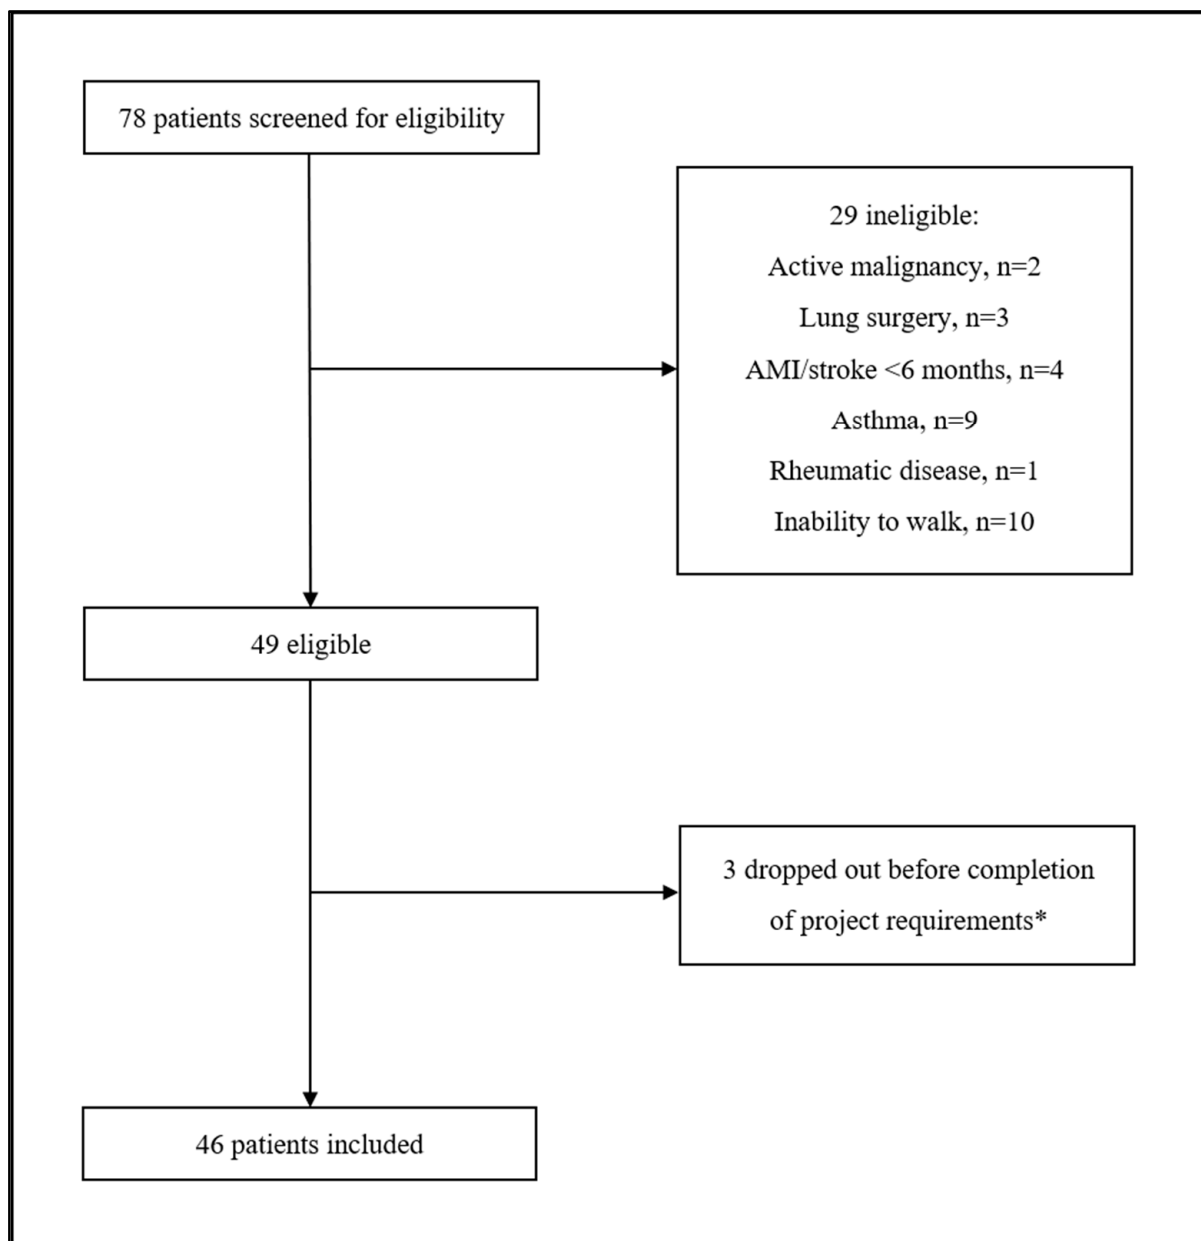 78 patients screened for eligibility
29 ineligible:
Active malignancy, n=2
Lung surgery, n=3
AMI/stroke <6 months, n=4
Asthma, n=9
Rheumatic disease, n=1
Inability to walk, n=10
49 eligible
3 dropped out before completion
of project requirements*
46 patients included